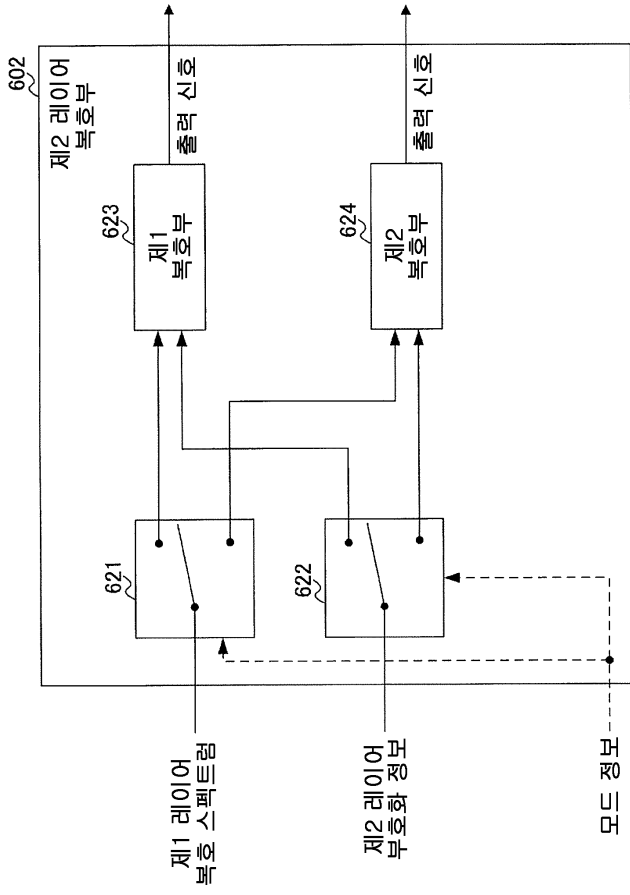 602
제2 레이어
복호부
623
제1
복호부
출력 신호
624
제2
복호부
출력 신호
621
622
제1 레이어
복호 스펙트럼
제2 레이어
부호화 정보
모드 정보